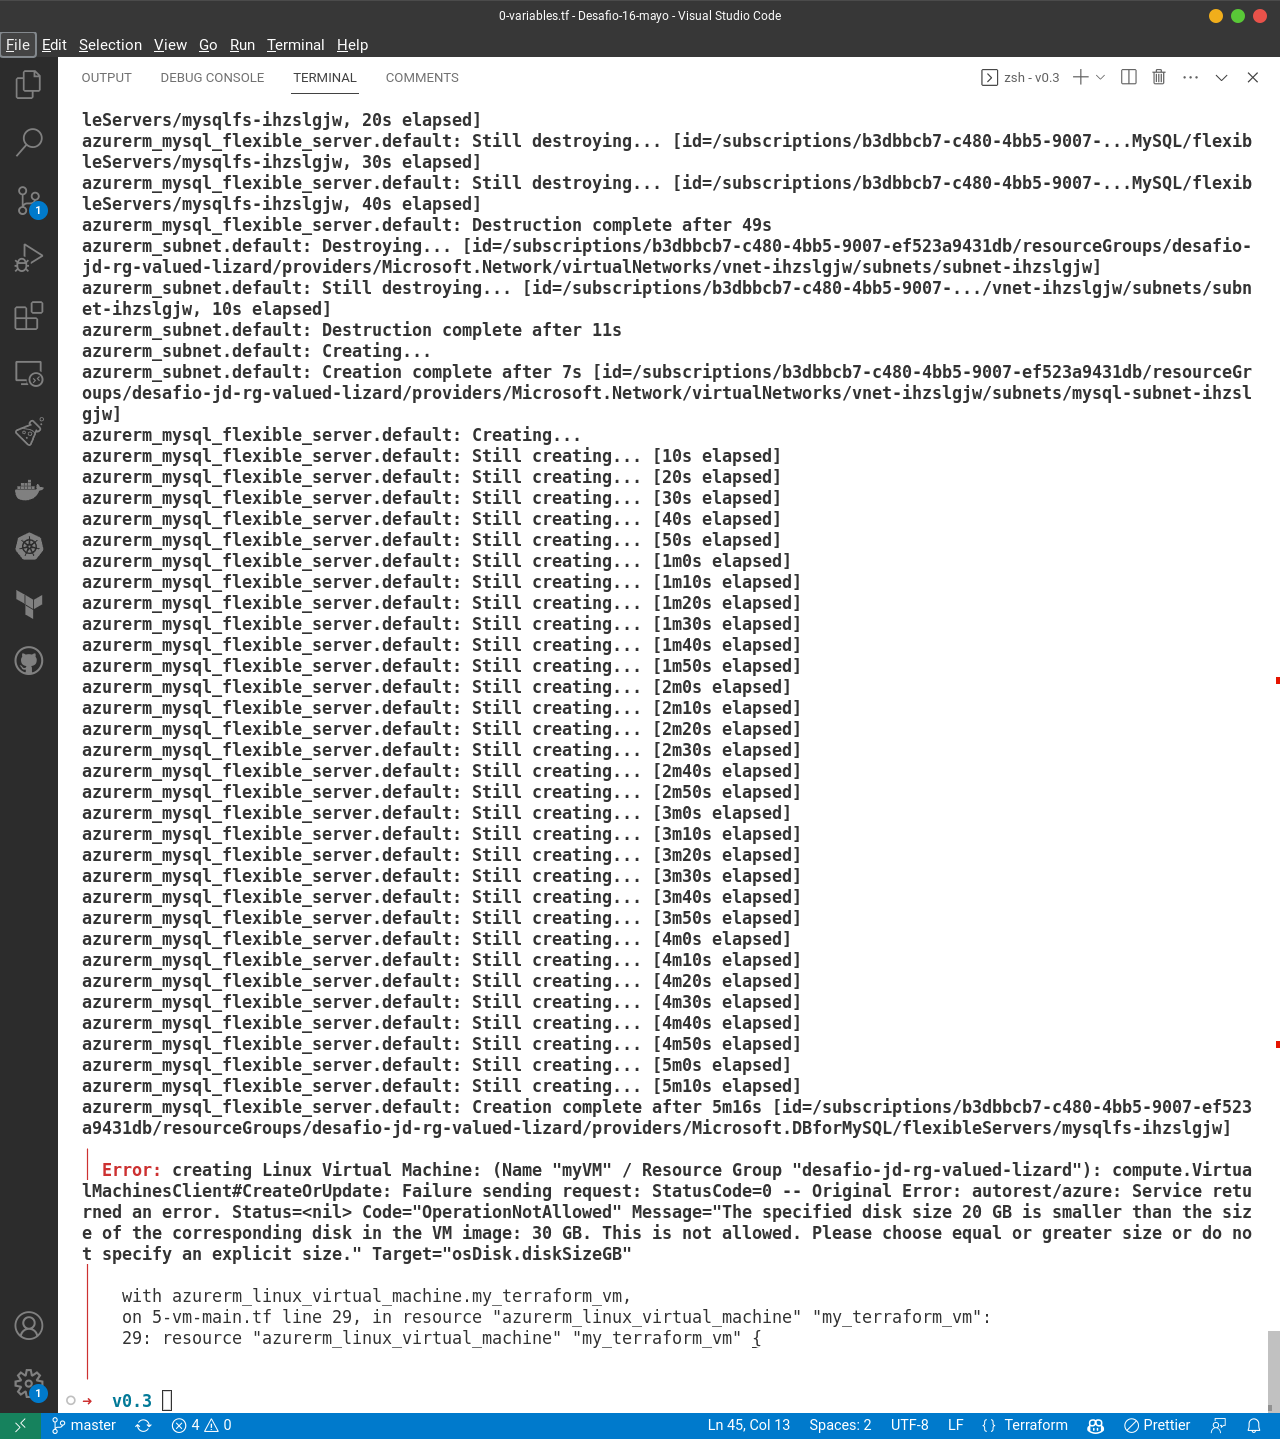 0-variables.tf - Desafio-16-mayo - Visual Studio Code
File Edit Selection View Go Run Terminal Help
OUTPUT DEBUG CONSOLE TERMINAL COMMENTS zsh - v0.3
leServers/mysqlfs-ihzslgjw, 20s elapsed]
azurerm_mysql_flexible_server.default: Still destroying... [id=/subscriptions/b3dbbcb7-c480-4bb5-9007-...MySQL/flexib
leServers/mysqlfs-ihzslgjw, 30s elapsed]
azurerm_mysql_flexible_server.default: Still destroying... [id=/subscriptions/b3dbbcb7-c480-4bb5-9007-...MySQL/flexib
leServers/mysqlfs-ihzslgjw, 40s elapsed]
azurerm_mysql_flexible_server.default: Destruction complete after 49s
azurerm_subnet.default: Destroying... [id=/subscriptions/b3dbbcb7-c480-4bb5-9007-ef523a9431db/resourceGroups/desafio-
jd-rg-valued-lizard/providers/Microsoft.Network/virtualNetworks/vnet-ihzslgjw/subnets/subnet-ihzslgjw]
azurerm_subnet.default: Still destroying... [id=/subscriptions/b3dbbcb7-c480-4bb5-9007-.../vnet-ihzslgjw/subnets/subn
et-ihzslgjw, 10s elapsed]
azurerm_subnet.default: Destruction complete after 11s
azurerm_subnet.default: Creating...
azurerm_subnet.default: Creation complete after 7s [id=/subscriptions/b3dbbcb7-c480-4bb5-9007-ef523a9431db/resourceGr
oups/desafio-jd-rg-valued-lizard/providers/Microsoft.Network/virtualNetworks/vnet-ihzslgjw/subnets/mysql-subnet-ihzsl
gjw]
azurerm_mysql_flexible_server.default: Creating...
azurerm_mysql_flexible_server.default: Still creating... [10s elapsed]
azurerm_mysql_flexible_server.default: Still creating... [20s elapsed]
azurerm_mysql_flexible_server.default: Still creating... [30s elapsed]
azurerm_mysql_flexible_server.default: Still creating... [40s elapsed]
azurerm_mysql_flexible_server.default: Still creating... [50s elapsed]
azurerm_mysql_flexible_server.default: Still creating... [1m0s elapsed]
azurerm_mysql_flexible_server.default: Still creating... [1m10s elapsed]
azurerm_mysql_flexible_server.default: Still creating... [1m20s elapsed]
azurerm_mysql_flexible_server.default: Still creating... [1m30s elapsed]
azurerm_mysql_flexible_server.default: Still creating... [1m40s elapsed]
azurerm_mysql_flexible_server.default: Still creating... [1m50s elapsed]
azurerm_mysql_flexible_server.default: Still creating... [2m0s elapsed]
azurerm_mysql_flexible_server.default: Still creating... [2m10s elapsed]
azurerm_mysql_flexible_server.default: Still creating... [2m20s elapsed]
azurerm_mysql_flexible_server.default: Still creating... [2m30s elapsed]
azurerm_mysql_flexible_server.default: Still creating... [2m40s elapsed]
azurerm_mysql_flexible_server.default: Still creating... [2m50s elapsed]
azurerm_mysql_flexible_server.default: Still creating... [3m0s elapsed]
azurerm_mysql_flexible_server.default: Still creating... [3m10s elapsed]
azurerm_mysql_flexible_server.default: Still creating... [3m20s elapsed]
azurerm_mysql_flexible_server.default: Still creating... [3m30s elapsed]
azurerm_mysql_flexible_server.default: Still creating... [3m40s elapsed]
azurerm_mysql_flexible_server.default: Still creating... [3m50s elapsed]
azurerm_mysql_flexible_server.default: Still creating... [4m0s elapsed]
azurerm_mysql_flexible_server.default: Still creating... [4m10s elapsed]
azurerm_mysql_flexible_server.default: Still creating... [4m20s elapsed]
azurerm_mysql_flexible_server.default: Still creating... [4m30s elapsed]
azurerm_mysql_flexible_server.default: Still creating... [4m40s elapsed]
azurerm_mysql_flexible_server.default: Still creating... [4m50s elapsed]
azurerm_mysql_flexible_server.default: Still creating... [5m0s elapsed]
azurerm_mysql_flexible_server.default: Still creating... [5m10s elapsed]
azurerm_mysql_flexible_server.default: Creation complete after 5m16s [id=/subscriptions/b3dbbcb7-c480-4bb5-9007-ef523
a9431db/resourceGroups/desafio-jd-rg-valued-lizard/providers/Microsoft.DBforMySQL/flexibleServers/mysqlfs-ihzslgjw]
Error: creating Linux Virtual Machine: (Name "myVM" / Resource Group "desafio-jd-rg-valued-lizard"): compute.Virtua
lMachinesClient#CreateOrUpdate: Failure sending request: StatusCode=0 -- Original Error: autorest/azure: Service retu
rned an error. Status=<nil> Code="OperationNotAllowed" Message="The specified disk size 20 GB is smaller than the siz
e of the corresponding disk in the VM image: 30 GB. This is not allowed. Please choose equal or greater size or do no
t specify an explicit size." Target="osDisk.diskSizeGB"
with azurerm_linux_virtual_machine.my_terraform_vm,
on 5-vm-main.tf line 29, in resource "azurerm_linux_virtual_machine" "my_terraform_vm":
29: resource "azurerm_linux_virtual_machine" "my_terraform_vm" {
➜ v0.3
master 4 0 Ln 45, Col 13 Spaces: 2 UTF-8 LF { } Terraform Prettier
1
1